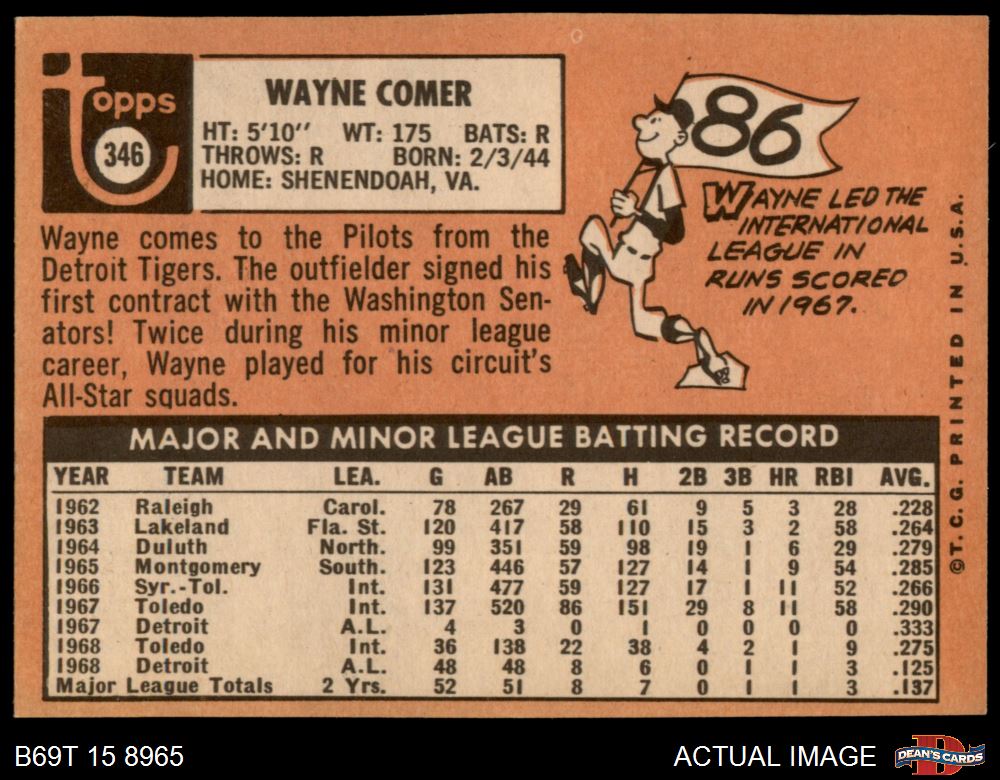 Topps
346
WAYNE COMER
HT: 5'10" WT: 175 BATS: R
THROWS: R BORN: 2/3/44
HOME: SHENENDOAH, VA.
Wayne comes to the Pilots from the
Detroit Tigers. The outfielder signed his
first contract with the Washington Sen-
ators! Twice during his minor league
career, Wayne played for his circuit's
All-Star squads.
86
WAYNE LED THE
INTERNATIONAL
LEAGUE IN
RUNS SCORED
IN 1967.
©T. C. G. PRINTED IN U.S.A.
MAJOR AND MINOR LEAGUE BATTING RECORD
YEAR TEAM LEA. G AB R H 2B 3B HR RBI AVG.
1962 Raleigh Carol. 78 267 29 61 9 5 3 28 .228
1963 Lakeland Fla. St. 120 417 58 110 15 3 2 58 .264
1964 Duluth North. 99 351 59 98 19 1 6 29 .279
1965 Montgomery South. 123 446 57 127 14 1 9 54 .285
1966 Syr.-Tol. Int. 131 477 59 127 17 1 11 52 .266
1967 Toledo Int. 137 520 86 151 29 8 11 58 .290
1967 Detroit A.L. 4 3 0 1 0 0 0 0 .333
1968 Toledo Int. 36 138 22 38 4 2 1 9 .275
1968 Detroit A.L. 48 48 8 6 0 1 1 3 .125
Major League Totals 2 Yrs. 52 51 8 7 0 1 1 3 .137
B69T 15 8965
ACTUAL IMAGE
D
DEAN'S CARDS